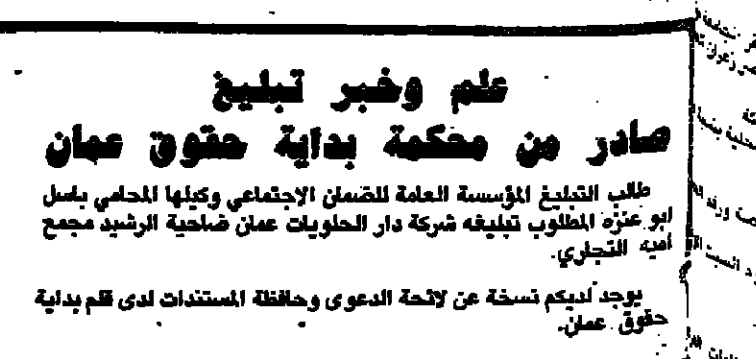 علم وخبر تبليغ
صادر من محكمة بداية حقوق عمان
طالب التبليغ المؤسسة العامة للضمان الاجتماعي وكيلها المحامي باسل
ابو عنزه المطلوب تبليغه شركة دار الحلويات عمان ضاحية الرشيد مجمع
أميه التجاري.
يوجد لديكم نسخة عن لائحة الدعوى وحافظة المستندات لدى قلم بداية
حقوق عمان.